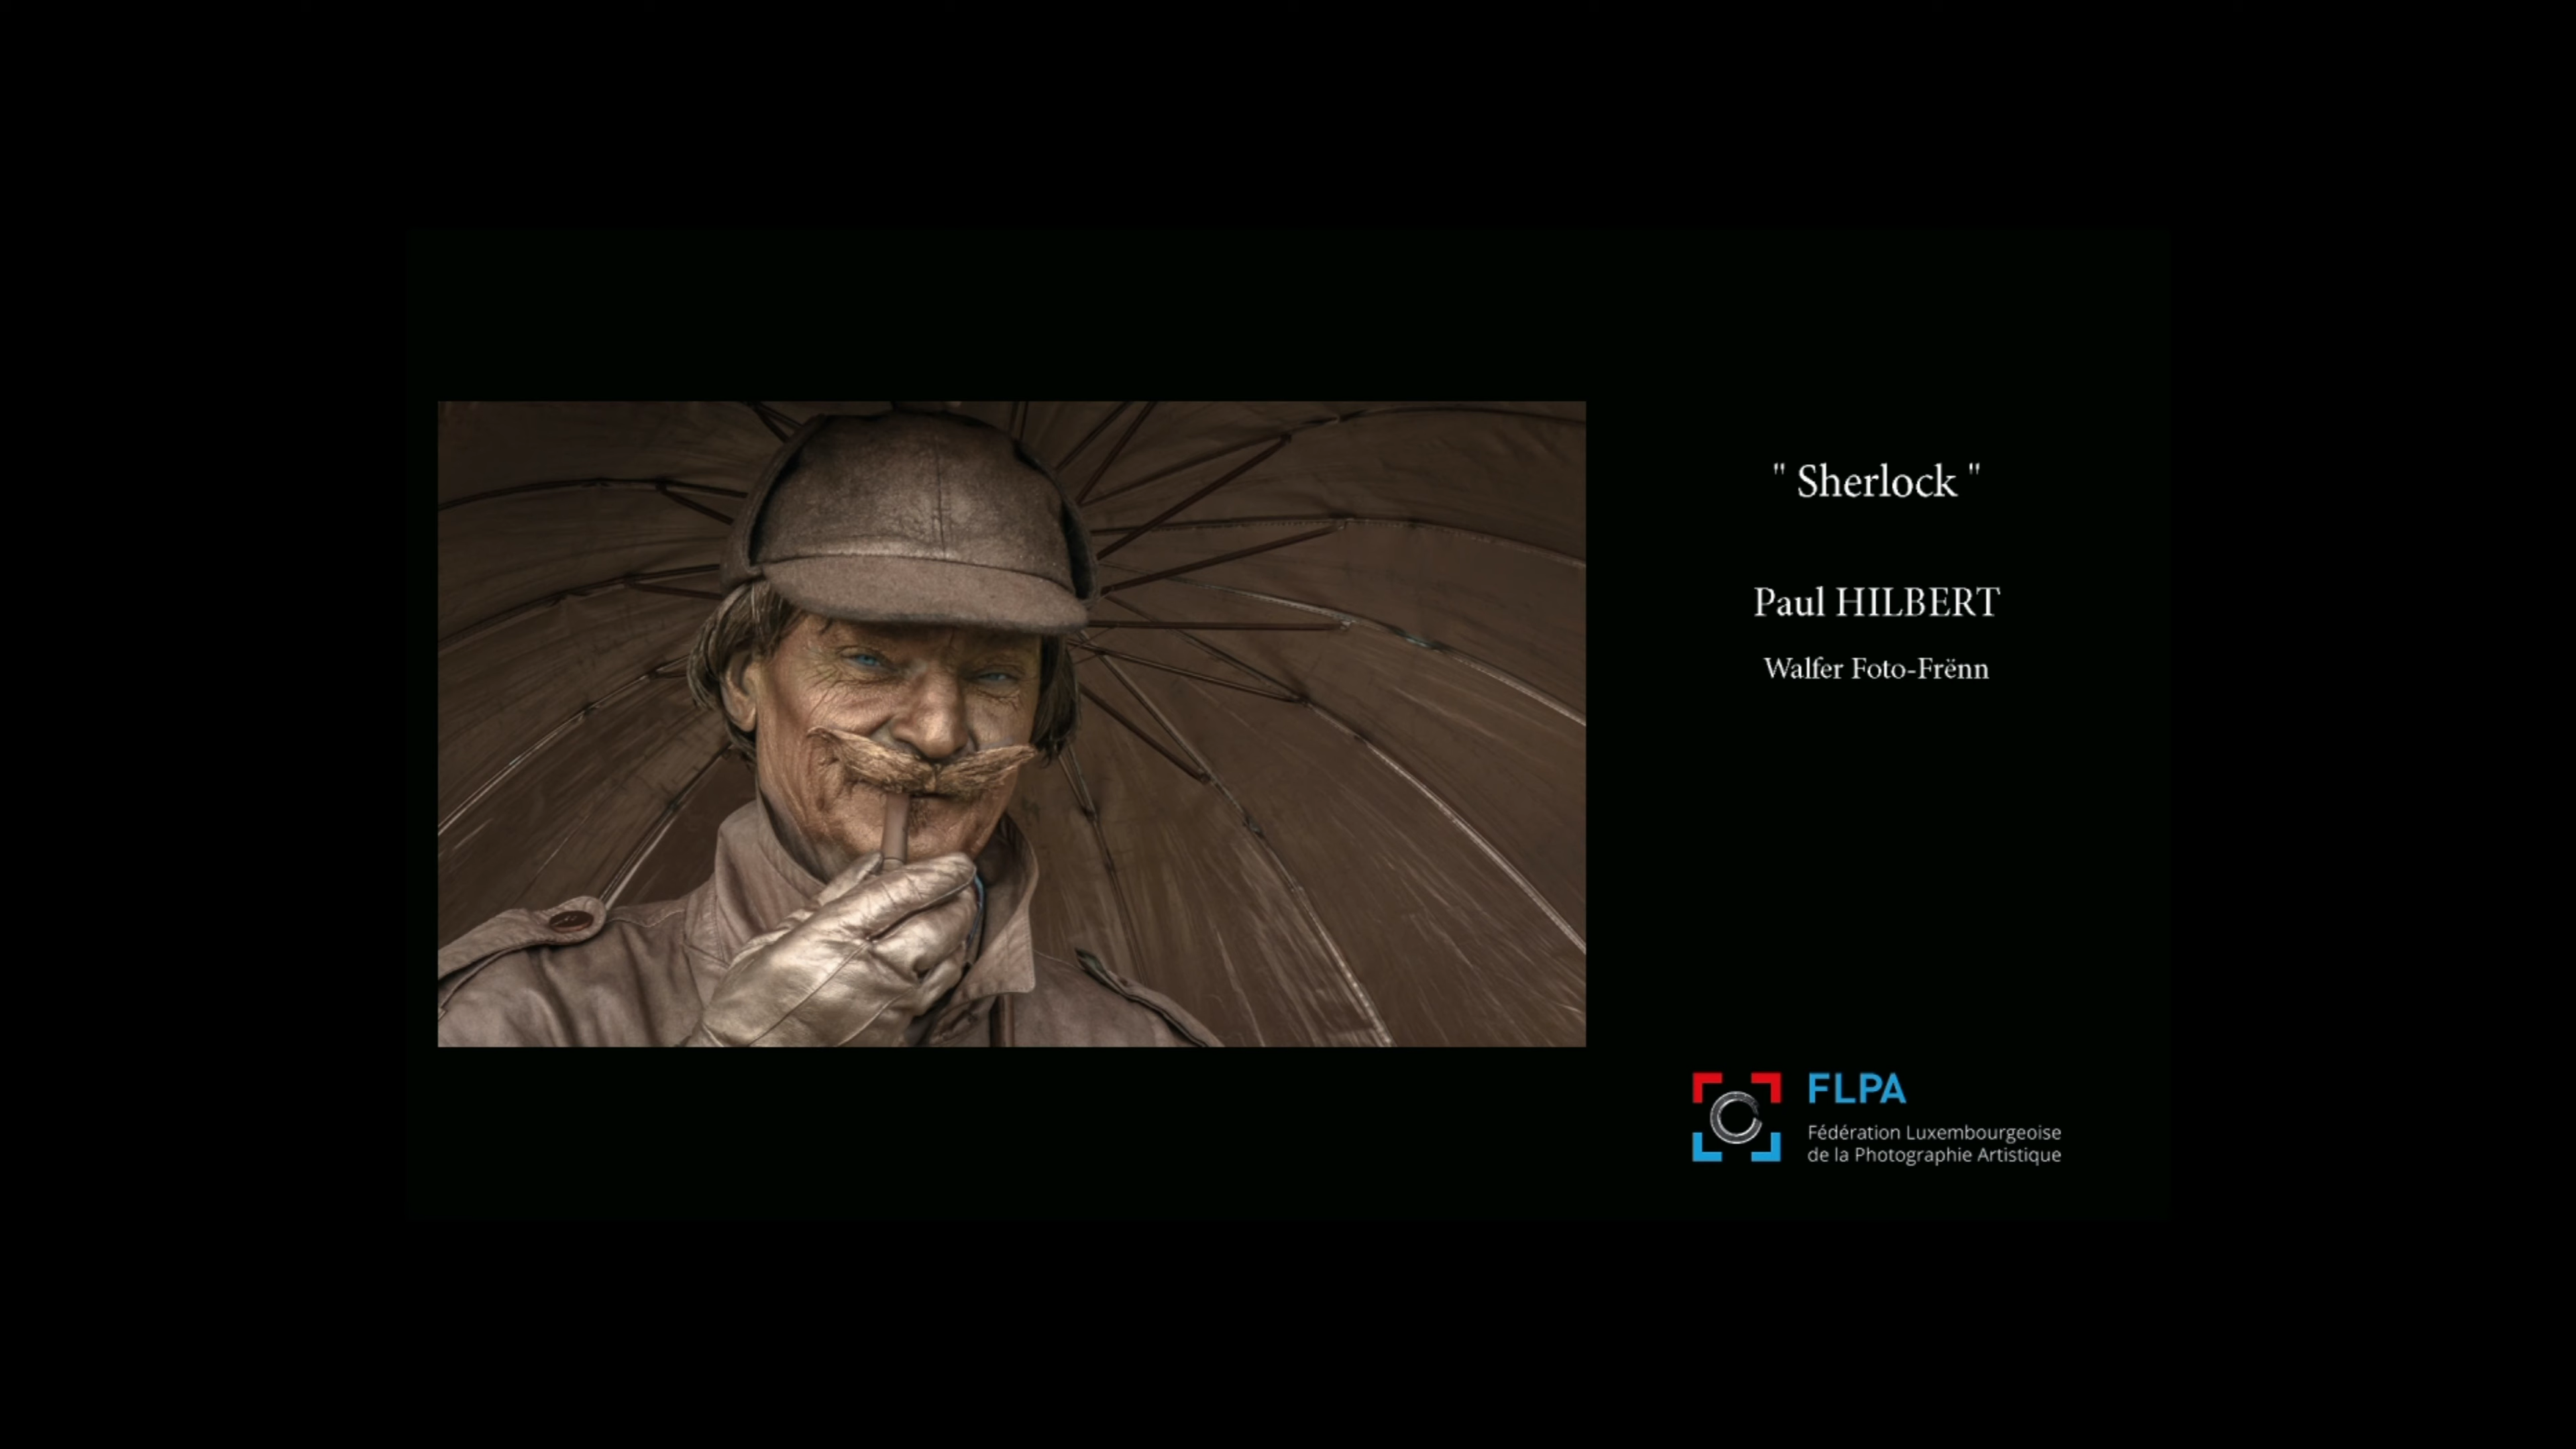 " Sherlock "
Paul HILBERT
Walfer Foto-Frënn
FLPA
Fédération Luxembourgeoise
de la Photographie Artistique